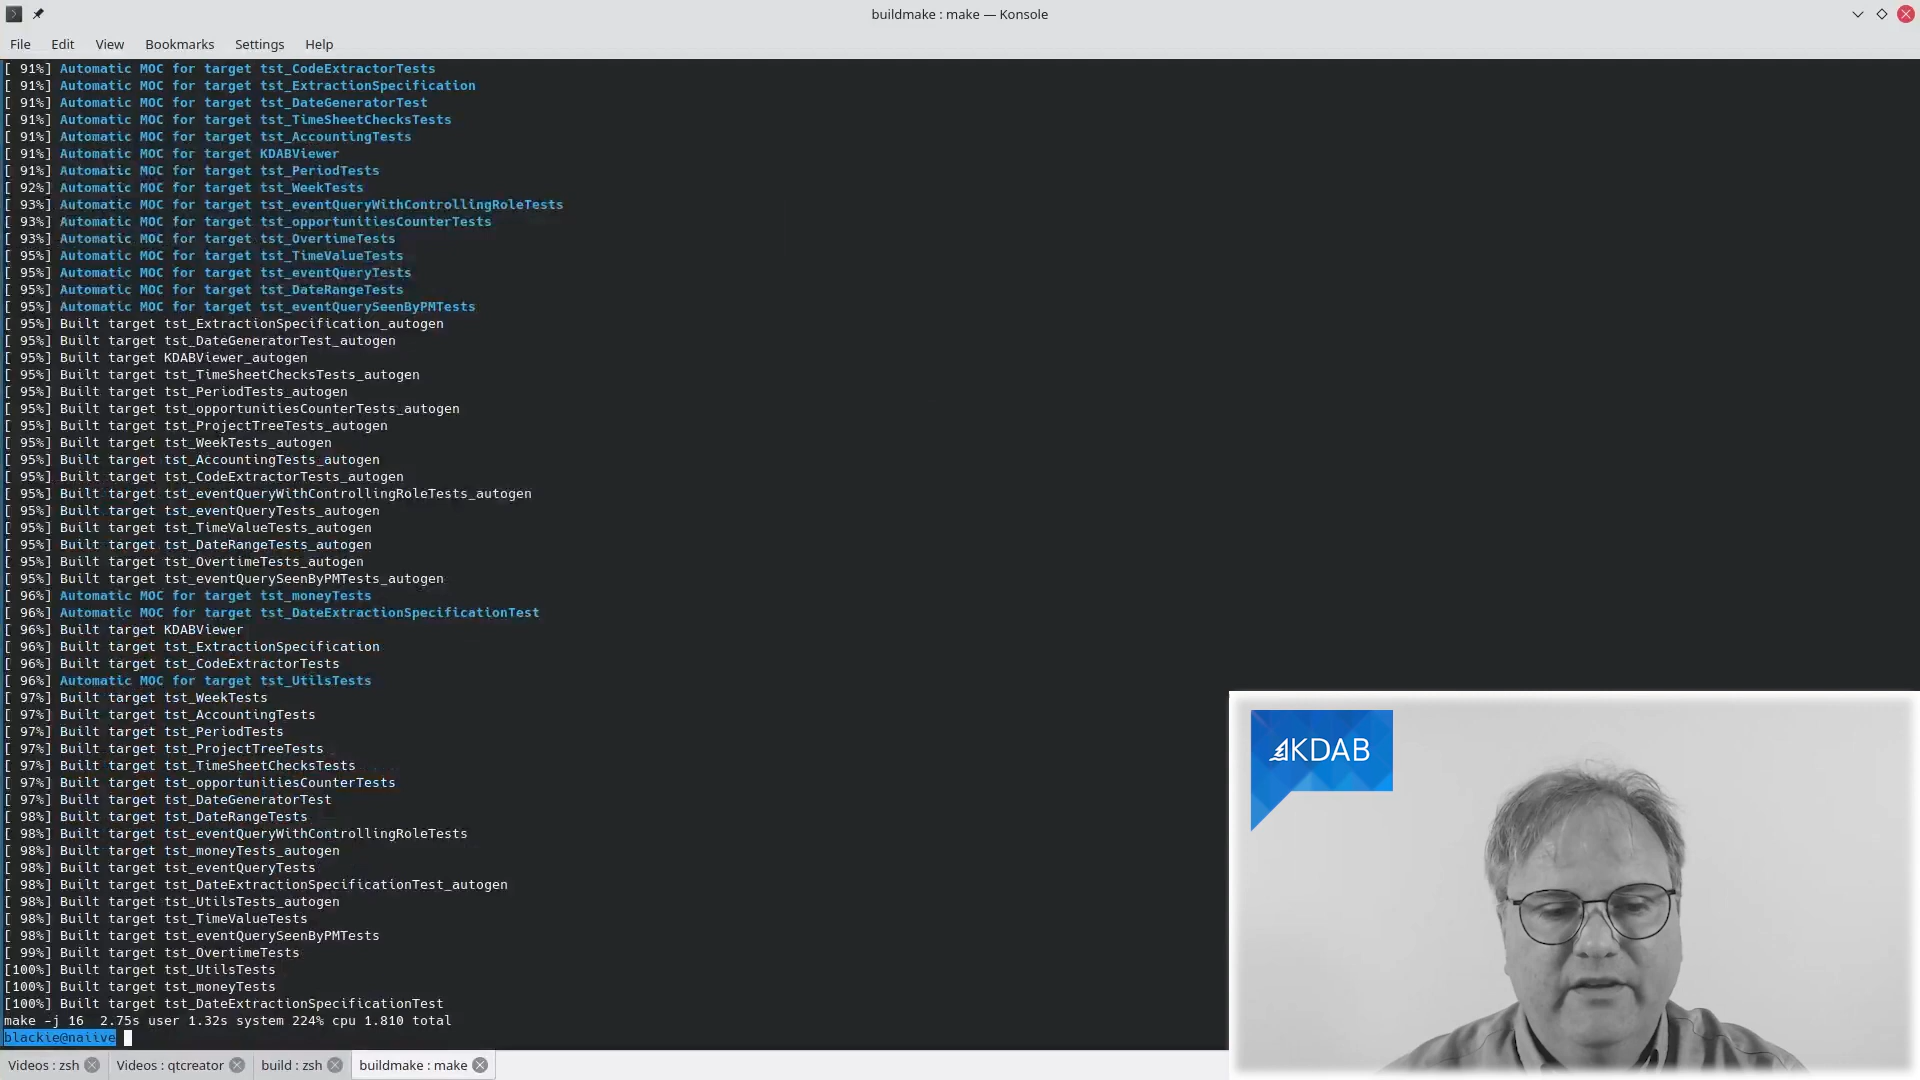 buildmake : make — Konsole
File Edit View Bookmarks Settings Help
[ 91%] Automatic MOC for target tst_CodeExtractorTests
[ 91%] Automatic MOC for target tst_ExtractionSpecification
[ 91%] Automatic MOC for target tst_DateGeneratorTest
[ 91%] Automatic MOC for target tst_TimeSheetChecksTests
[ 91%] Automatic MOC for target tst_AccountingTests
[ 91%] Automatic MOC for target KDABViewer
[ 91%] Automatic MOC for target tst_PeriodTests
[ 92%] Automatic MOC for target tst_WeekTests
[ 93%] Automatic MOC for target tst_eventQueryWithControllingRoleTests
[ 93%] Automatic MOC for target tst_opportunitiesCounterTests
[ 93%] Automatic MOC for target tst_OvertimeTests
[ 95%] Automatic MOC for target tst_TimeValueTests
[ 95%] Automatic MOC for target tst_eventQueryTests
[ 95%] Automatic MOC for target tst_DateRangeTests
[ 95%] Automatic MOC for target tst_eventQuerySeenByPMTests
[ 95%] Built target tst_ExtractionSpecification_autogen
[ 95%] Built target tst_DateGeneratorTest_autogen
[ 95%] Built target KDABViewer_autogen
[ 95%] Built target tst_TimeSheetChecksTests_autogen
[ 95%] Built target tst_PeriodTests_autogen
[ 95%] Built target tst_opportunitiesCounterTests_autogen
[ 95%] Built target tst_ProjectTreeTests_autogen
[ 95%] Built target tst_WeekTests_autogen
[ 95%] Built target tst_AccountingTests_autogen
[ 95%] Built target tst_CodeExtractorTests_autogen
[ 95%] Built target tst_eventQueryWithControllingRoleTests_autogen
[ 95%] Built target tst_eventQueryTests_autogen
[ 95%] Built target tst_TimeValueTests_autogen
[ 95%] Built target tst_DateRangeTests_autogen
[ 95%] Built target tst_OvertimeTests_autogen
[ 95%] Built target tst_eventQuerySeenByPMTests_autogen
[ 96%] Automatic MOC for target tst_moneyTests
[ 96%] Automatic MOC for target tst_DateExtractionSpecificationTest
[ 96%] Built target KDABViewer
[ 96%] Built target tst_ExtractionSpecification
[ 96%] Built target tst_CodeExtractorTests
[ 96%] Automatic MOC for target tst_UtilsTests
[ 97%] Built target tst_WeekTests
[ 97%] Built target tst_AccountingTests
[ 97%] Built target tst_PeriodTests
[ 97%] Built target tst_ProjectTreeTests
[ 97%] Built target tst_TimeSheetChecksTests
[ 97%] Built target tst_opportunitiesCounterTests
[ 97%] Built target tst_DateGeneratorTest
[ 98%] Built target tst_DateRangeTests
[ 98%] Built target tst_eventQueryWithControllingRoleTests
[ 98%] Built target tst_moneyTests_autogen
[ 98%] Built target tst_eventQueryTests
[ 98%] Built target tst_DateExtractionSpecificationTest_autogen
[ 98%] Built target tst_UtilsTests_autogen
[ 98%] Built target tst_TimeValueTests
[ 98%] Built target tst_eventQuerySeenByPMTests
[ 99%] Built target tst_OvertimeTests
[100%] Built target tst_UtilsTests
[100%] Built target tst_moneyTests
[100%] Built target tst_DateExtractionSpecificationTest
make -j 16  2.75s user 1.32s system 224% cpu 1.810 total
blackie@naiive
KDAB
Videos : zsh Videos : qtcreator build : zsh buildmake : make